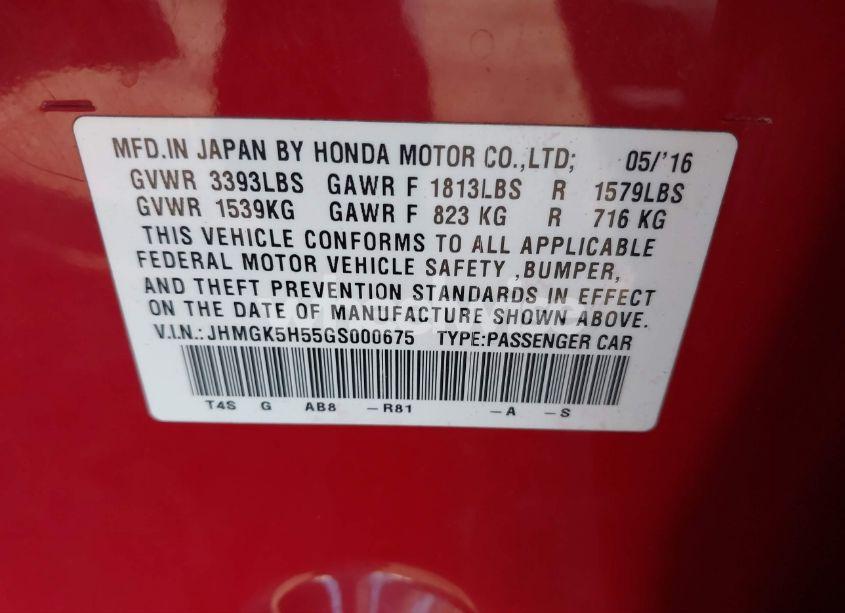 MFD.IN JAPAN BY HONDA MOTOR CO.,LTD; 05/'16
GVWR 3393LBS GAWR F 1813LBS R 1579LBS
GVWR 1539KG GAWR F 823 KG R 716 KG
THIS VEHICLE CONFORMS TO ALL APPLICABLE
FEDERAL MOTOR VEHICLE SAFETY ,BUMPER,
AND THEFT PREVENTION STANDARDS IN EFFECT
ON THE DATE OF MANUFACTURE SHOWN ABOVE.
V.I.N.: JHMGK5H55GS000675 TYPE:PASSENGER CAR
T4S G AB8 –R81 –A –S